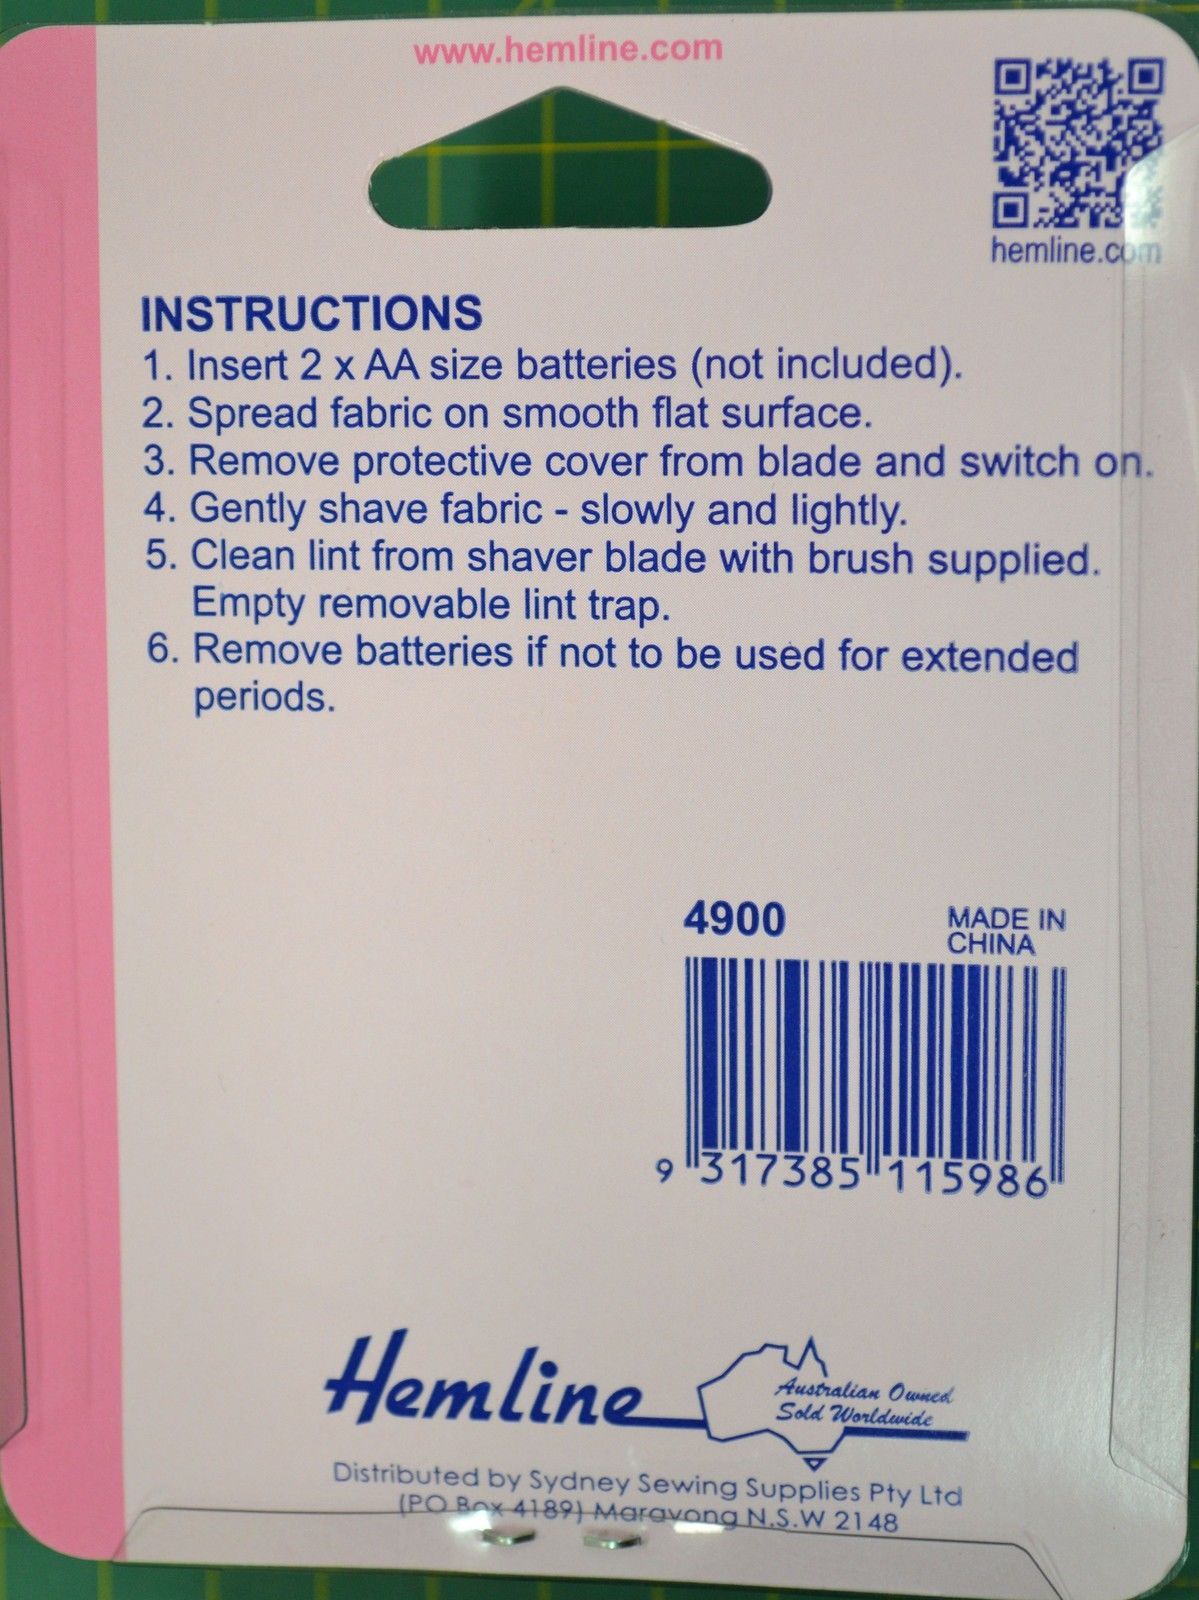 www.hemline.com
hemline.com
INSTRUCTIONS
1. Insert 2 x AA size batteries (not included).
2. Spread fabric on smooth flat surface.
3. Remove protective cover from blade and switch on.
4. Gently shave fabric - slowly and lightly.
5. Clean lint from shaver blade with brush supplied.
Empty removable lint trap.
6. Remove batteries if not to be used for extended
periods.
4900
MADE IN
CHINA
9 317385 115986
Hemline
Australian Owned
Sold Worldwide
Distributed by Sydney Sewing Supplies Pty Ltd
(PO Box 4189) Marayong N.S.W 2148